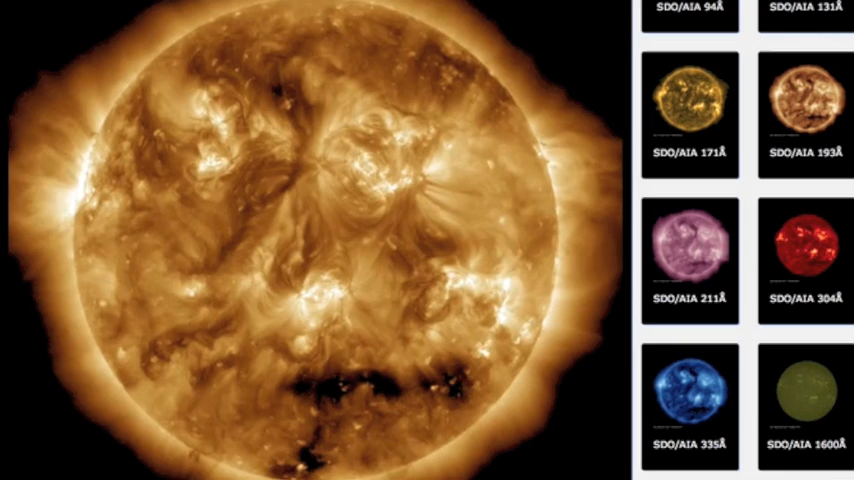 SDO/AIA 94Å
SDO/AIA 131Å
SDO/AIA 171Å
SDO/AIA 193Å
SDO/AIA 211Å
SDO/AIA 304Å
SDO/AIA 335Å
SDO/AIA 1600Å